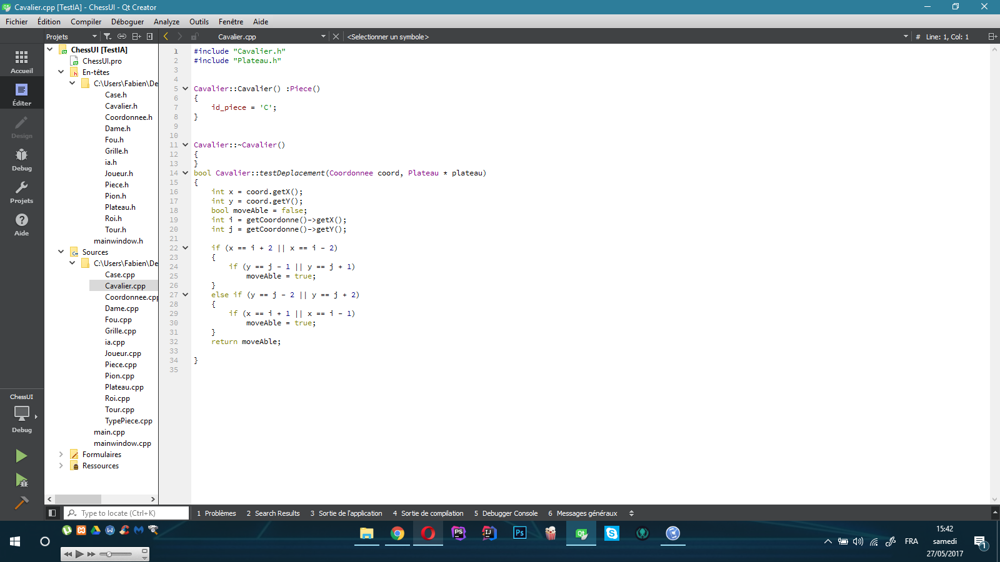 Cavalier.cpp [TestIA] - ChessUI - Qt Creator
Fichier Édition Compiler Déboguer Analyze Outils Fenêtre Aide
Projets Cavalier.cpp <Selectionner un symbole> # Line: 1, Col: 1
Accueil
Éditer
Design
Debug
Projets
Aide
ChessUI
Debug
ChessUI [TestIA]
ChessUI.pro
En-têtes
C:\Users\Fabien\De
Case.h
Cavalier.h
Coordonnee.h
Dame.h
Fou.h
Grille.h
ia.h
Joueur.h
Piece.h
Pion.h
Plateau.h
Roi.h
Tour.h
mainwindow.h
Sources
C:\Users\Fabien\De
Case.cpp
Cavalier.cpp
Coordonnee.cpp
Dame.cpp
Fou.cpp
Grille.cpp
ia.cpp
Joueur.cpp
Piece.cpp
Pion.cpp
Plateau.cpp
Roi.cpp
Tour.cpp
TypePiece.cpp
main.cpp
mainwindow.cpp
Formulaires
Ressources
1 #include "Cavalier.h"
2 #include "Plateau.h"
3
4
5 Cavalier::Cavalier() :Piece()
6 {
7 id_piece = 'C';
8 }
9
10
11 Cavalier::~Cavalier()
12 {
13 }
14 bool Cavalier::testDeplacement(Coordonnee coord, Plateau * plateau)
15 {
16 int x = coord.getX();
17 int y = coord.getY();
18 bool moveAble = false;
19 int i = getCoordonne()->getX();
20 int j = getCoordonne()->getY();
21
22 if (x == i + 2 || x == i - 2)
23 {
24 if (y == j - 1 || y == j + 1)
25 moveAble = true;
26 }
27 else if (y == j - 2 || y == j + 2)
28 {
29 if (x == i + 1 || x == i - 1)
30 moveAble = true;
31 }
32 return moveAble;
33
34 }
35
Type to locate (Ctrl+K) 1 Problèmes 2 Search Results 3 Sortie de l'application 4 Sortie de compilation 5 Debugger Console 6 Messages généraux
PS IJ Ps
FRA
15:42
samedi
27/05/2017
1